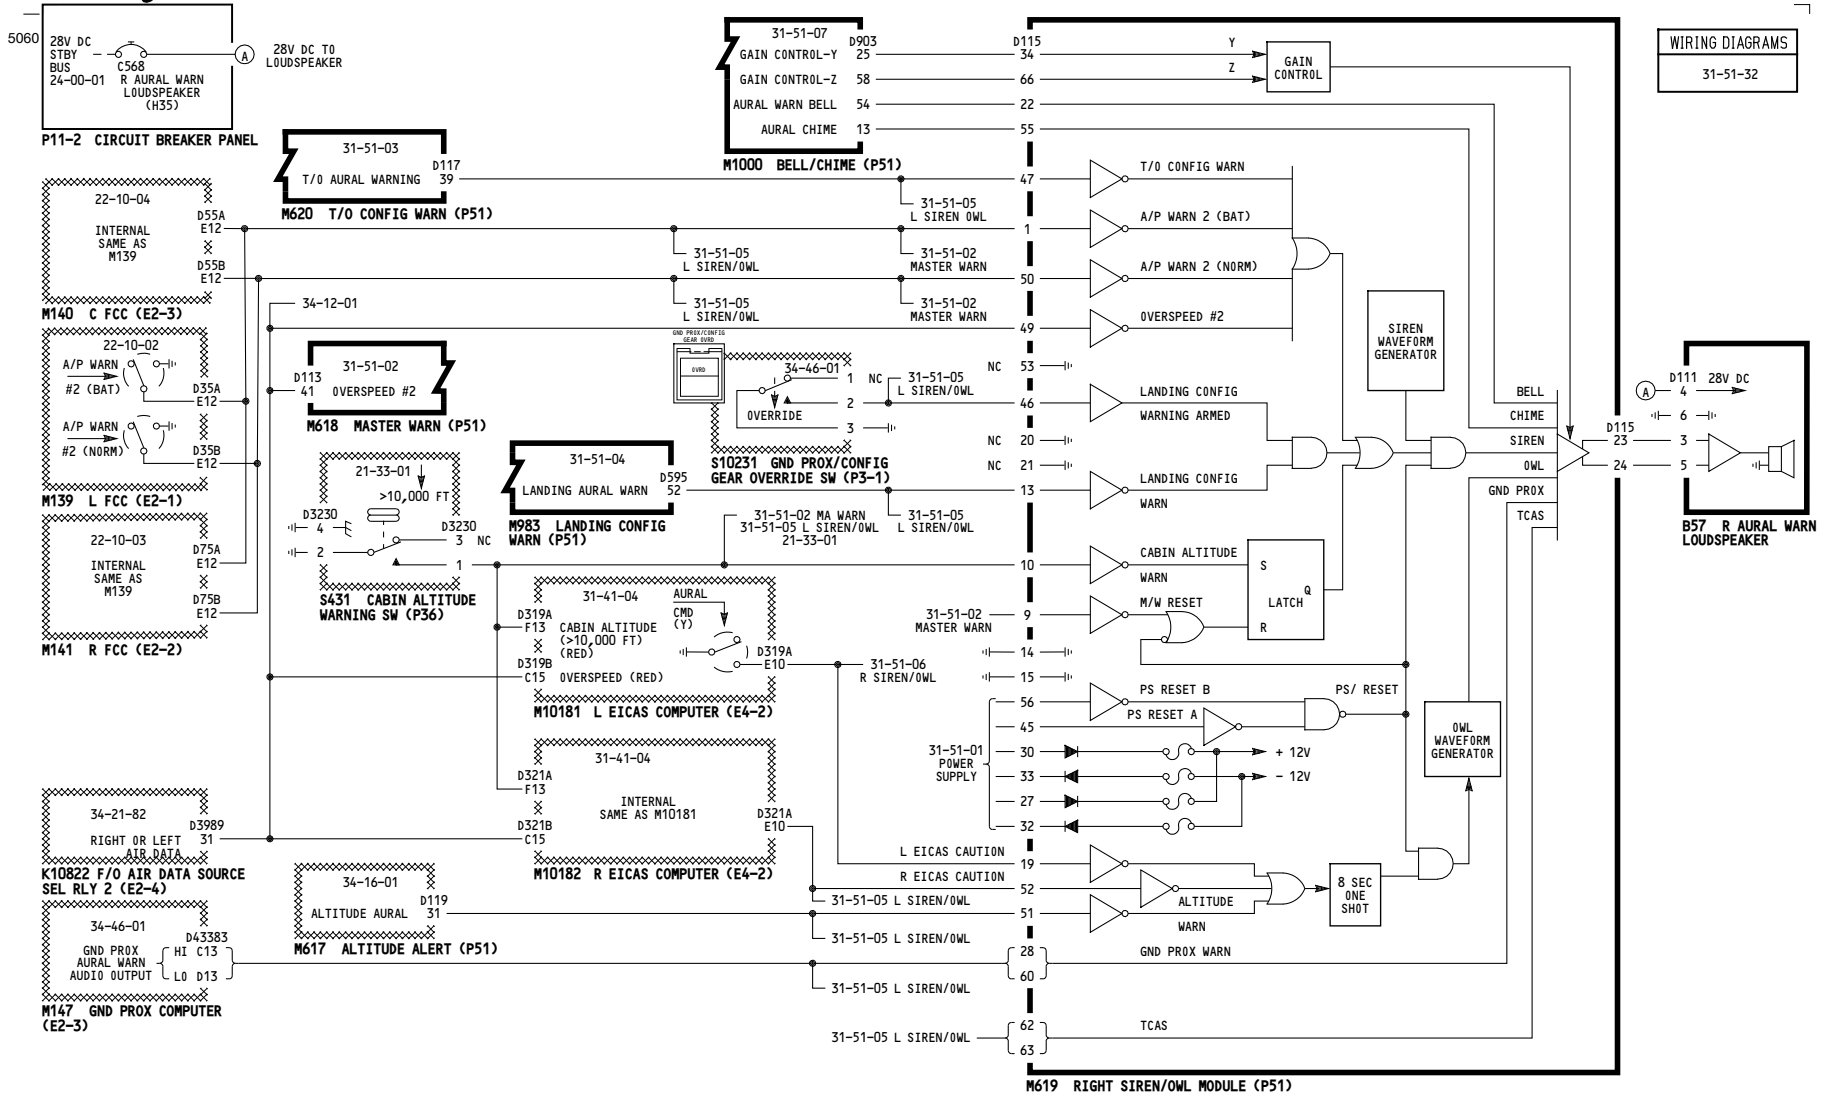 5060
28V DC
STBY
BUS
24-00-01
C568
R AURAL WARN
LOUDSPEAKER
(H35)
A
28V DC TO
LOUDSPEAKER
P11-2 CIRCUIT BREAKER PANEL
31-51-03
D117
T/O AURAL WARNING 39
M620 T/O CONFIG WARN (P51)
31-51-07
D903
GAIN CONTROL-Y 25
GAIN CONTROL-Z 58
AURAL WARN BELL 54
AURAL CHIME 13
M1000 BELL/CHIME (P51)
WIRING DIAGRAMS
31-51-32
22-10-04
INTERNAL
SAME AS
M139
D55A
E12
D55B
E12
M140 C FCC (E2-3)
22-10-02
A/P WARN
#2 (BAT)
D35A
E12
A/P WARN
#2 (NORM)
D35B
E12
M139 L FCC (E2-1)
22-10-03
INTERNAL
SAME AS
M139
D75A
E12
D75B
E12
M141 R FCC (E2-2)
34-12-01
31-51-02
D113
41 OVERSPEED #2
M618 MASTER WARN (P51)
21-33-01
>10,000 FT
D3230
4
2
D3230
3 NC
1
S431 CABIN ALTITUDE
WARNING SW (P36)
31-51-04
D595
LANDING AURAL WARN 52
M983 LANDING CONFIG
WARN (P51)
GND PROX/CONFIG
GEAR OVRD
OVRD
34-46-01
1 NC
2
OVERRIDE
3
S10231 GND PROX/CONFIG
GEAR OVERRIDE SW (P3-1)
31-51-05
L SIREN OWL
31-51-05
L SIREN/OWL
31-51-02
MASTER WARN
31-51-05
L SIREN/OWL
31-51-02
MASTER WARN
31-51-05
L SIREN/OWL
31-51-02 MA WARN
31-51-05 L SIREN/OWL
21-33-01
31-51-05
L SIREN/OWL
31-41-04
AURAL
CMD
(Y)
D319A
F13
CABIN ALTITUDE
(>10,000 FT)
(RED)
D319B
C15
OVERSPEED (RED)
D319A
E10
M10181 L EICAS COMPUTER (E4-2)
31-51-06
R SIREN/OWL
31-41-04
D321A
F13
INTERNAL
SAME AS M10181
D321B
C15
D321A
E10
M10182 R EICAS COMPUTER (E4-2)
34-21-82
D3989
RIGHT OR LEFT 31
AIR DATA
K10822 F/O AIR DATA SOURCE
SEL RLY 2 (E2-4)
34-16-01
D119
ALTITUDE AURAL 31
M617 ALTITUDE ALERT (P51)
34-46-01
D43383
GND PROX
AURAL WARN
AUDIO OUTPUT
HI C13
LO D13
M147 GND PROX COMPUTER
(E2-3)
31-51-02
MASTER WARN
31-51-01
POWER
SUPPLY
L EICAS CAUTION
R EICAS CAUTION
31-51-05 L SIREN/OWL
31-51-05 L SIREN/OWL
31-51-05 L SIREN/OWL
31-51-05 L SIREN/OWL
D115
34
66
22
55
47
1
50
49
NC 53
46
NC 20
NC 21
13
10
9
14
15
56
45
30
33
27
32
19
52
51
28
60
62
63
Y
Z
GAIN
CONTROL
T/O CONFIG WARN
A/P WARN 2 (BAT)
A/P WARN 2 (NORM)
OVERSPEED #2
LANDING CONFIG
WARNING ARMED
LANDING CONFIG
WARN
CABIN ALTITUDE
WARN
M/W RESET
S
Q
LATCH
R
PS RESET B
PS RESET A
PS/ RESET
+ 12V
- 12V
ALTITUDE
WARN
8 SEC
ONE
SHOT
GND PROX WARN
TCAS
SIREN
WAVEFORM
GENERATOR
OWL
WAVEFORM
GENERATOR
BELL
CHIME
SIREN
OWL
GND PROX
TCAS
D115
23
24
M619 RIGHT SIREN/OWL MODULE (P51)
A
D111
4 28V DC
6
3
5
B57 R AURAL WARN
LOUDSPEAKER